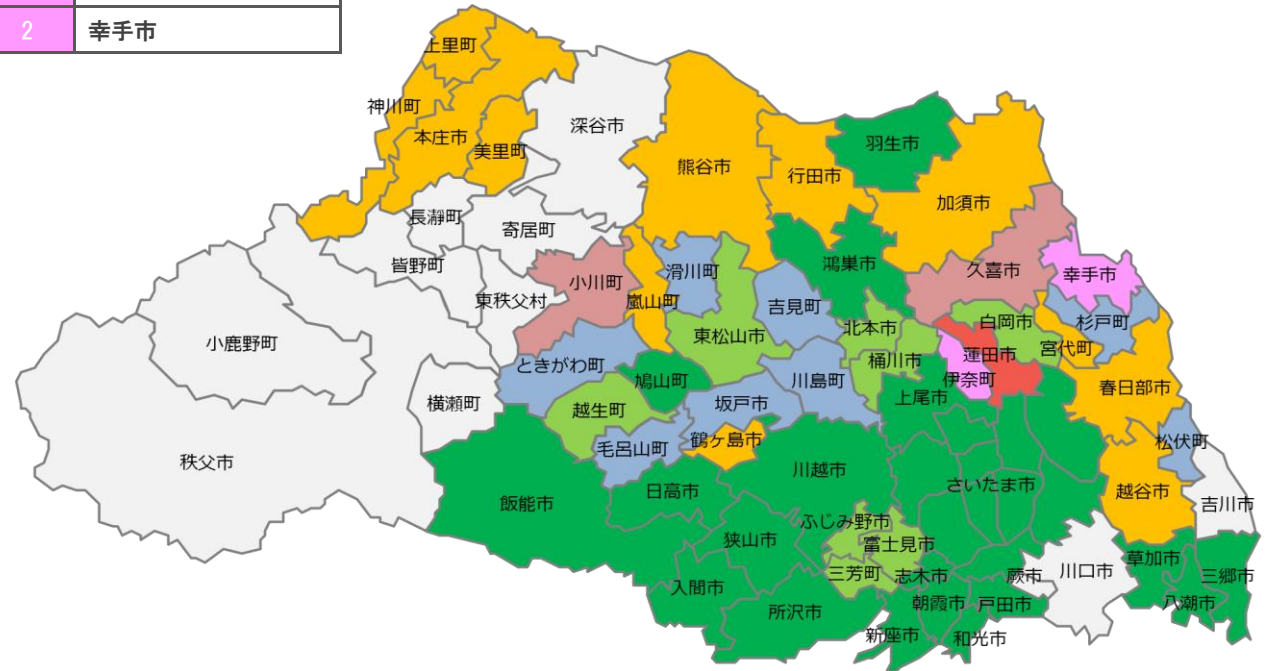 2 幸手市
上里町
神川町
本庄市
美里町
深谷市
熊谷市
行田市
羽生市
加須市
長瀞町
寄居町
皆野町
東秩父村
小川町
嵐山町
滑川町
吉見町
鴻巣市
久喜市
幸手市
小鹿野町
東松山市
北本市
白岡市
杉戸町
ときがわ町
桶川市
蓮田市
宮代町
横瀬町
鳩山町
川島町
伊奈町
上尾市
春日部市
越生町
坂戸市
秩父市
毛呂山町
鶴ヶ島市
松伏町
川越市
飯能市
日高市
さいたま市
越谷市
吉川市
ふじみ野市
狭山市
富士見市
三芳町
志木市
蕨市
川口市
草加市
三郷市
入間市
所沢市
朝霞市
戸田市
八潮市
新座市
和光市